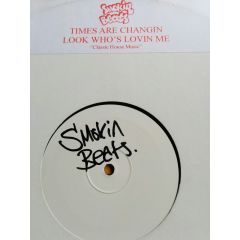 Smokin
Beats
TIMES ARE CHANGIN
LOOK WHO'S LOVIN ME
"Classic House Music"
SMokin
BeAts.